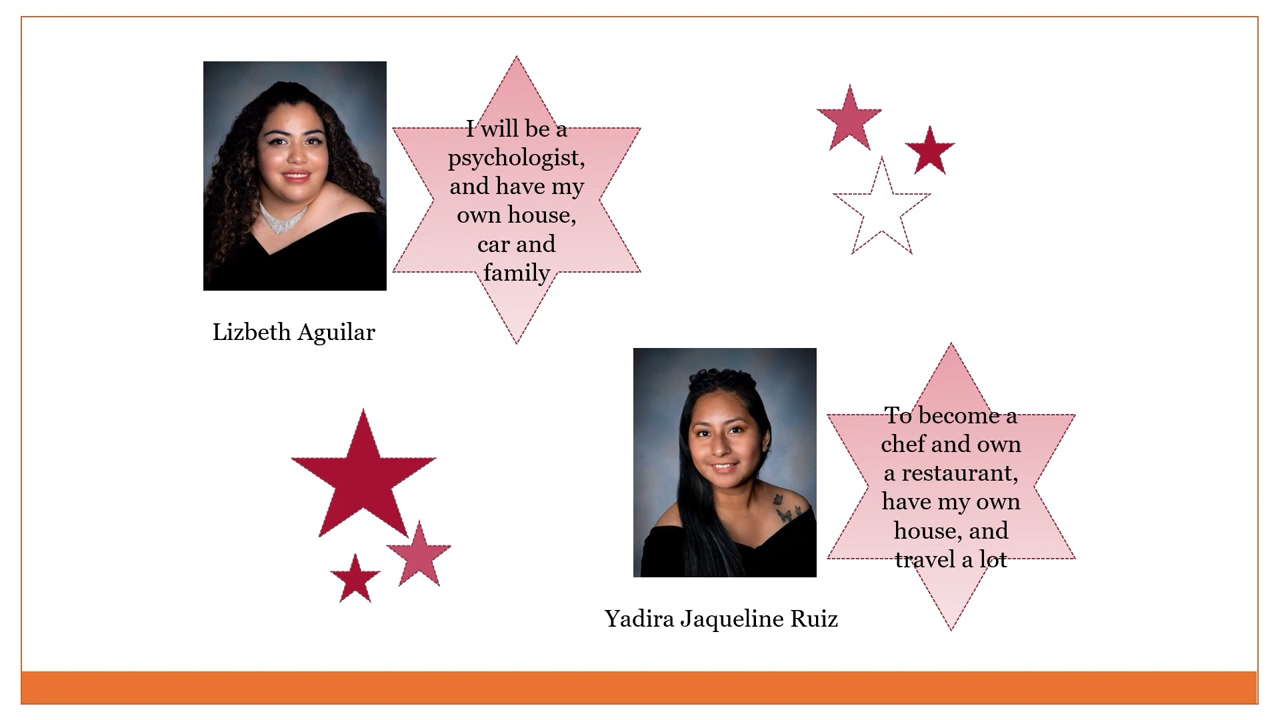 I will be a
psychologist,
and have my
own house,
car and
family
Lizbeth Aguilar
To become a
chef and own
a restaurant,
have my own
house, and
travel a lot
Yadira Jaqueline Ruiz